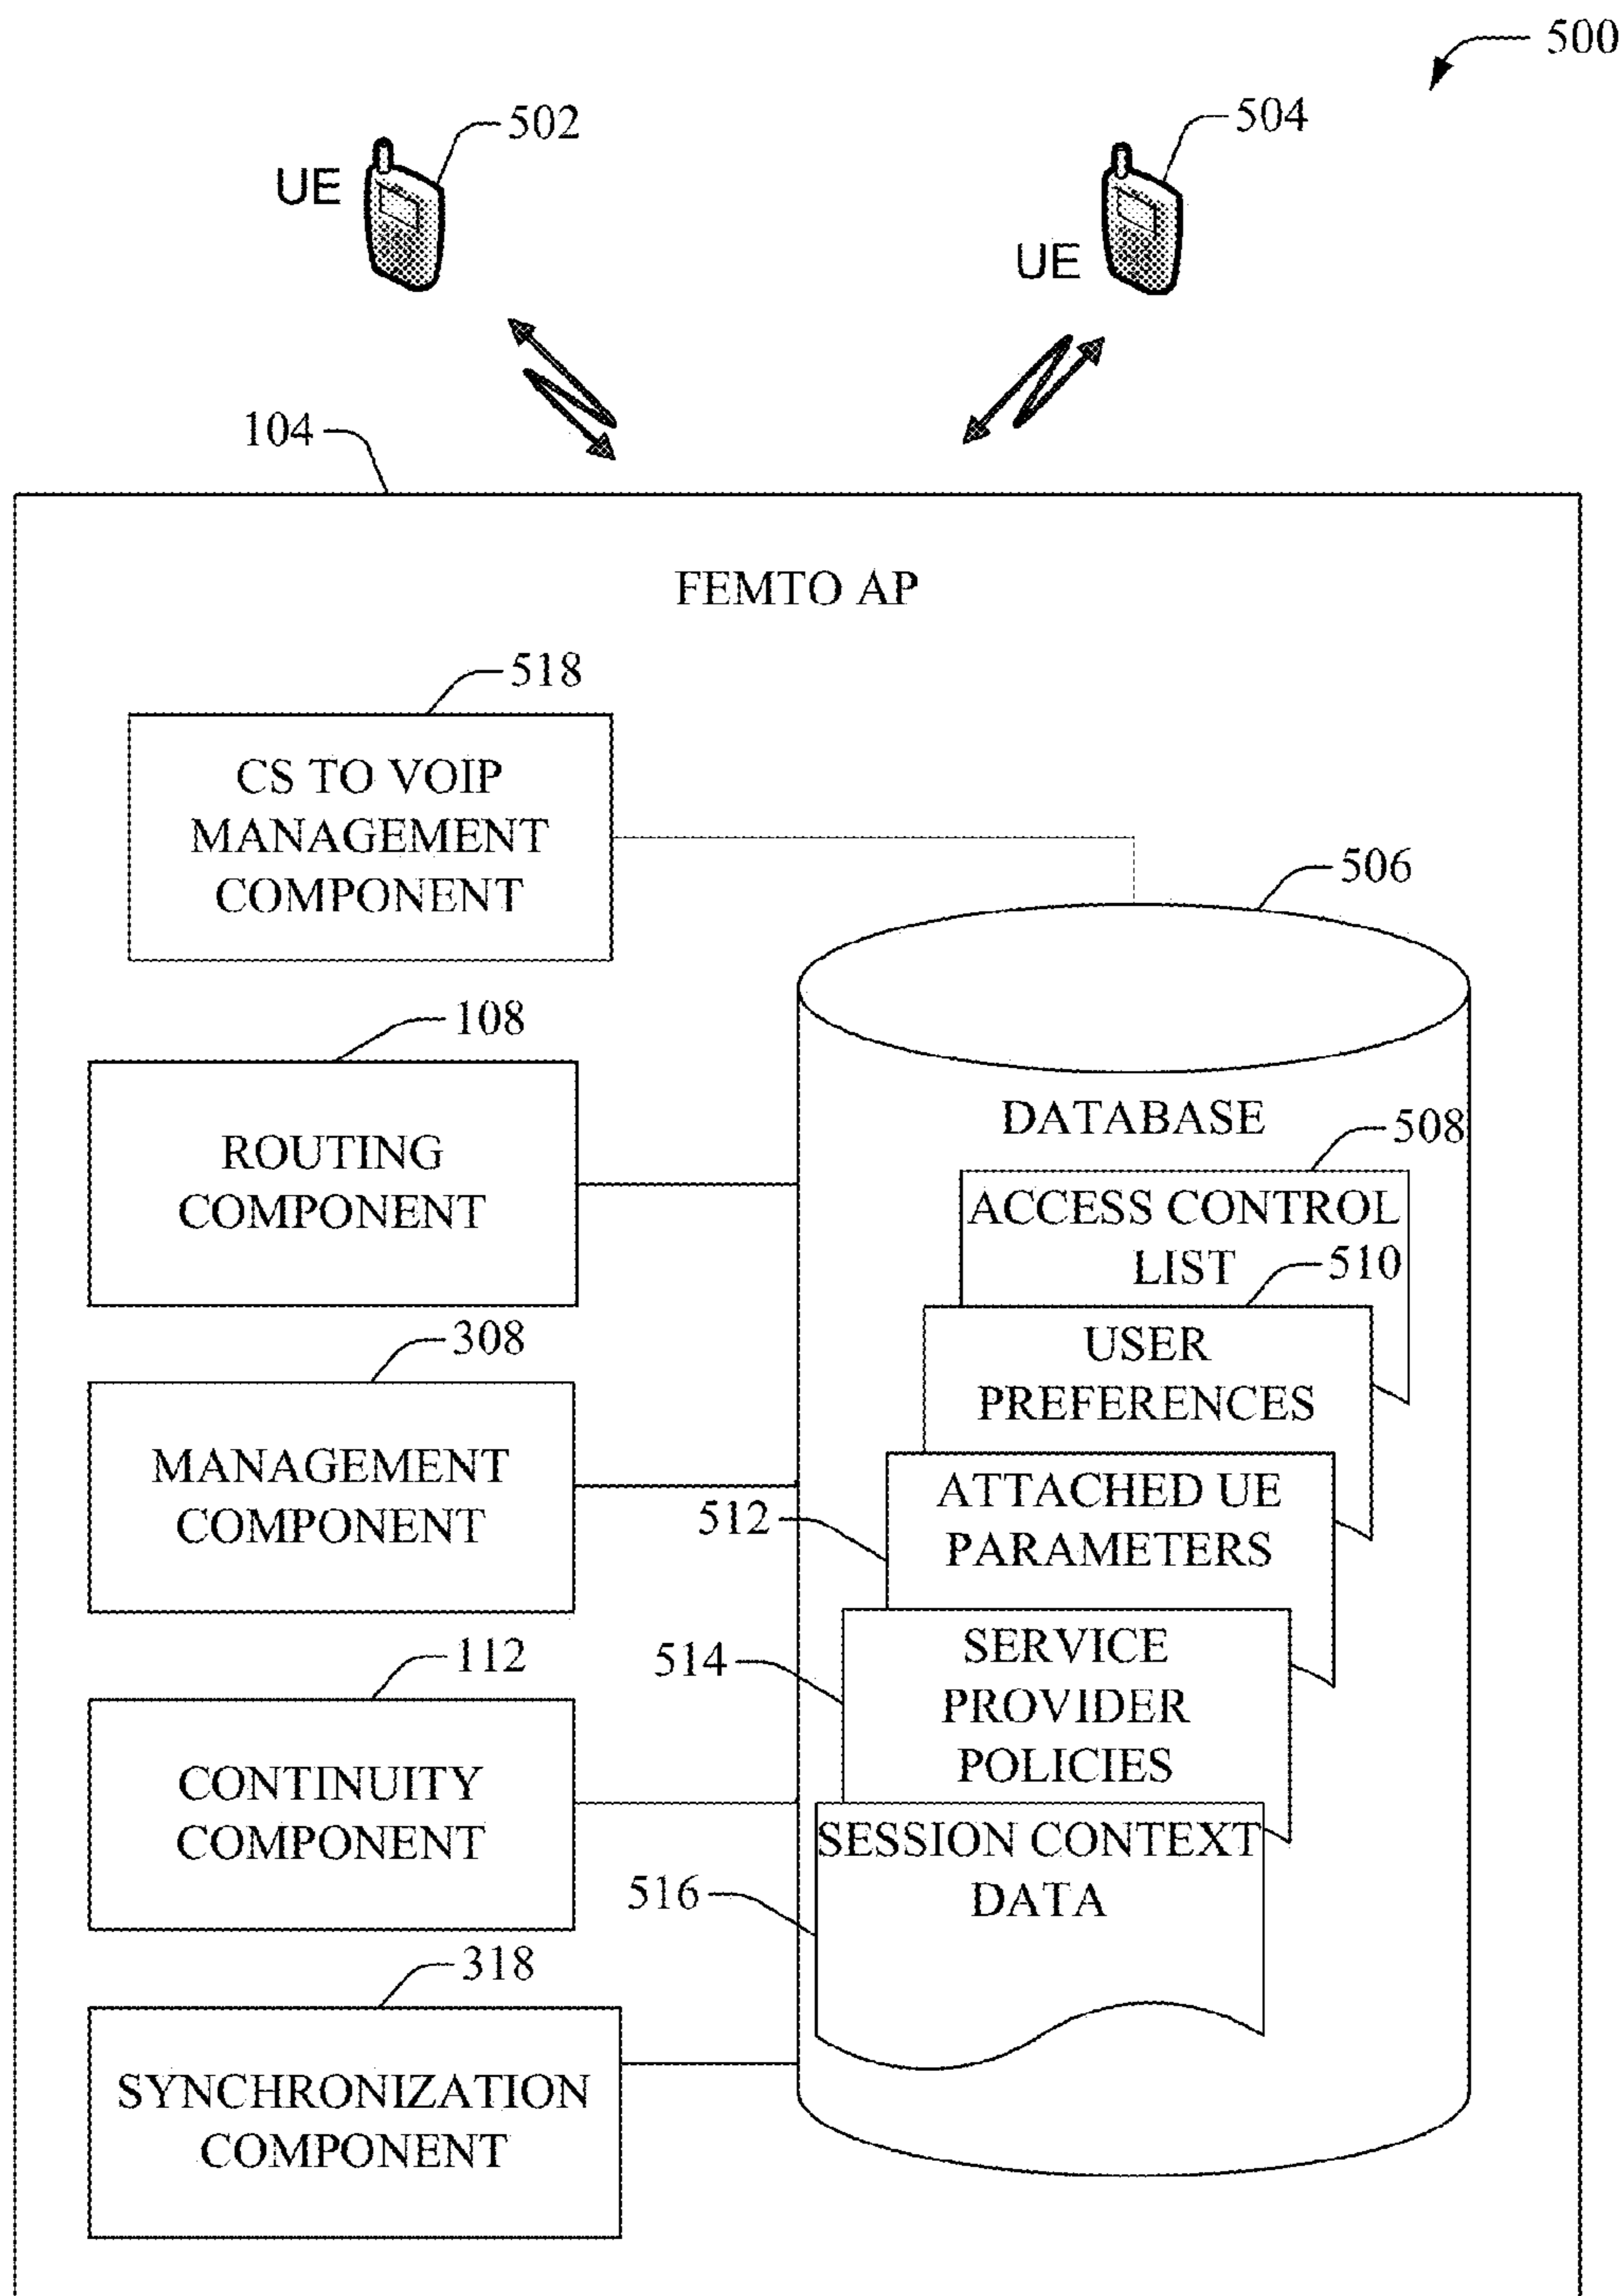 500
502
504
UE
UE
104
FEMTO AP
518
CS TO VOIP
MANAGEMENT
COMPONENT
506
108
ROUTING
COMPONENT
DATABASE
508
ACCESS CONTROL
LIST
510
USER
PREFERENCES
308
MANAGEMENT
COMPONENT
512
ATTACHED UE
PARAMETERS
514
SERVICE
PROVIDER
POLICIES
112
CONTINUITY
COMPONENT
516
SESSION CONTEXT
DATA
318
SYNCHRONIZATION
COMPONENT